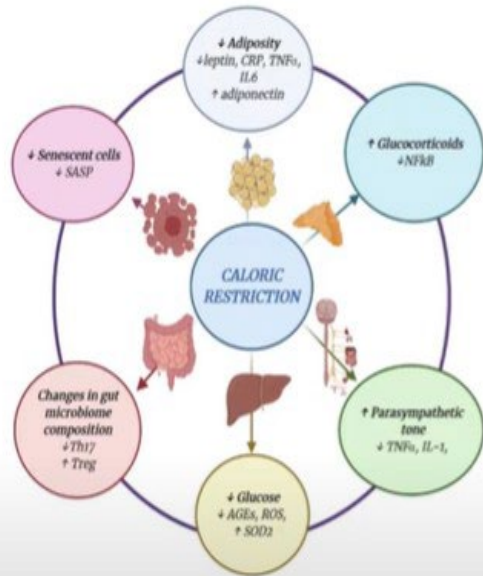 ↓ Adiposity
↓leptin, CRP, TNFα,
IL6
↑ adiponectin
↓ Senescent cells
↓ SASP
↑ Glucocorticoids
↓NFkB
CALORIC
RESTRICTION
Changes in gut
microbiome
composition
↓Th17
↑ Treg
↑ Parasympathetic
tone
↓ TNFα, IL-1,
↓ Glucose
↓ AGEs, ROS,
↑ SOD2